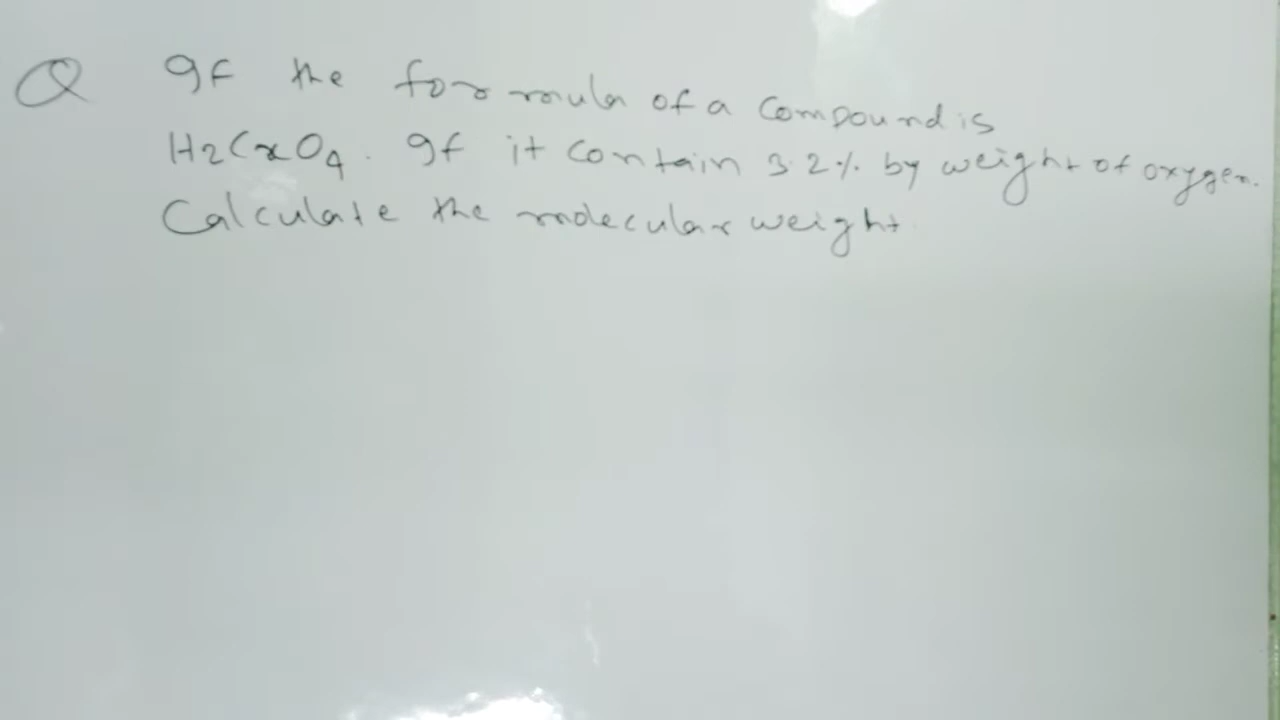 Q If the formula of a compound is
H2CxO4. If it contain 3.2% by weight of oxygen.
Calculate the molecular weight.